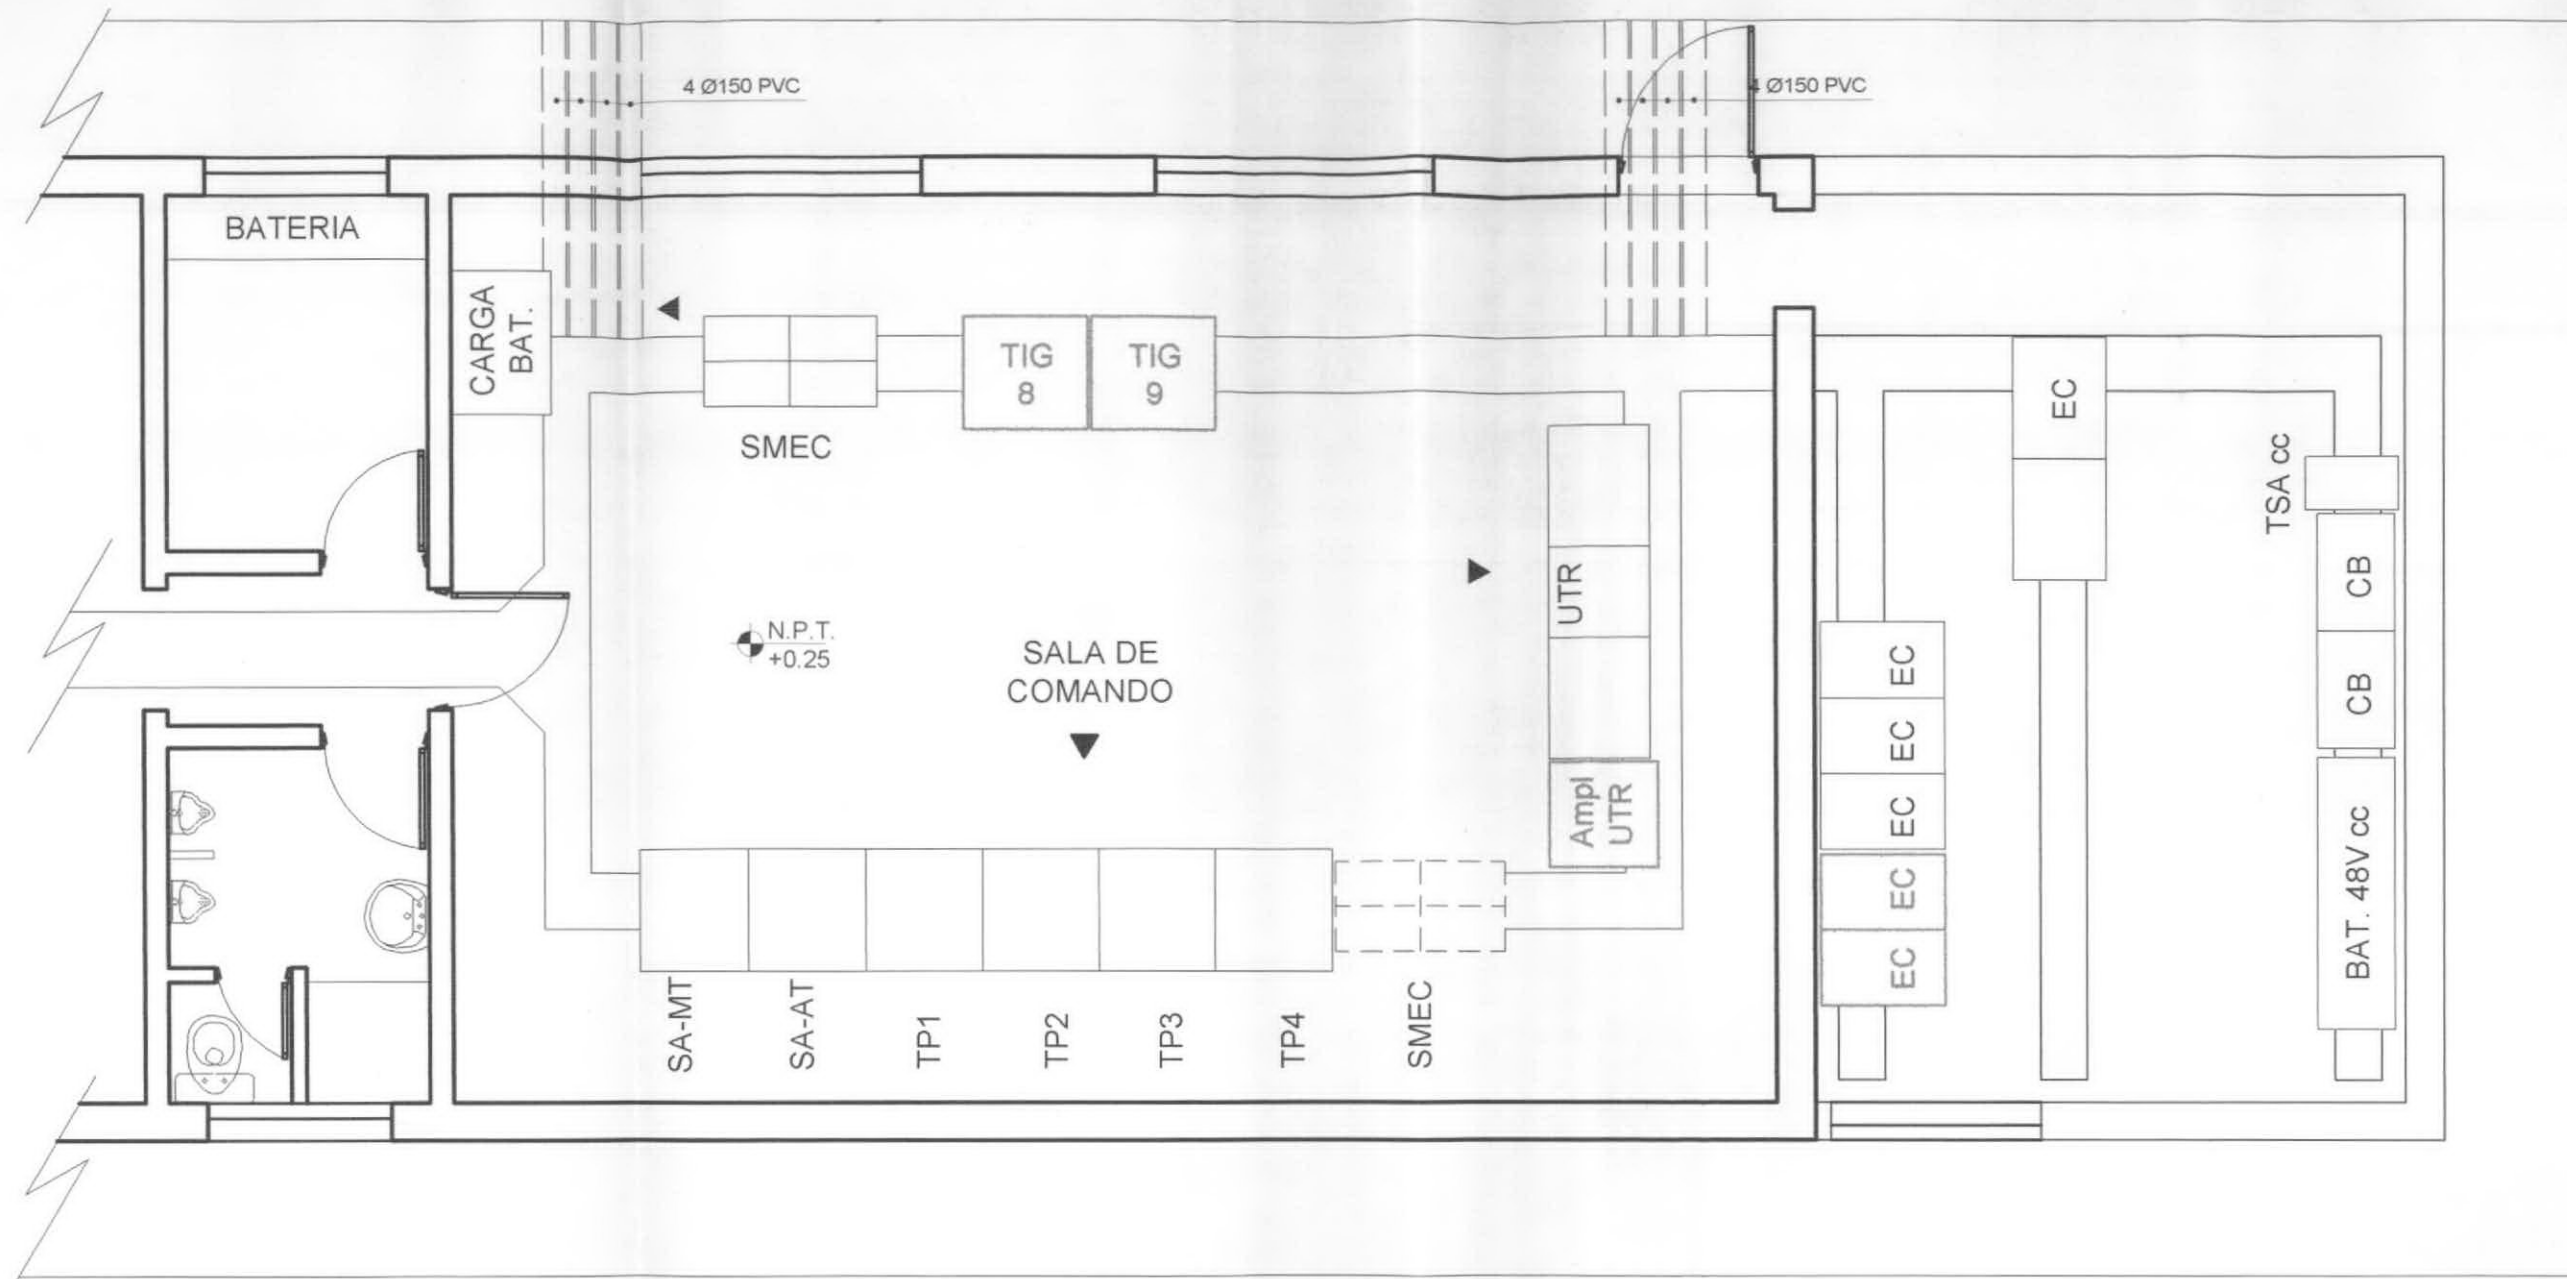 4 Ø150 PVC
4 Ø150 PVC
BATERIA
CARGA
BAT.
TIG
8
TIG
9
SMEC
EC
TSA cc
UTR
CB
N.P.T.
+0.25
SALA DE
COMANDO
EC
CB
EC
Ampl
UTR
EC
EC
BAT. 48V cc
EC
SA-MT
SA-AT
TP1
TP2
TP3
TP4
SMEC